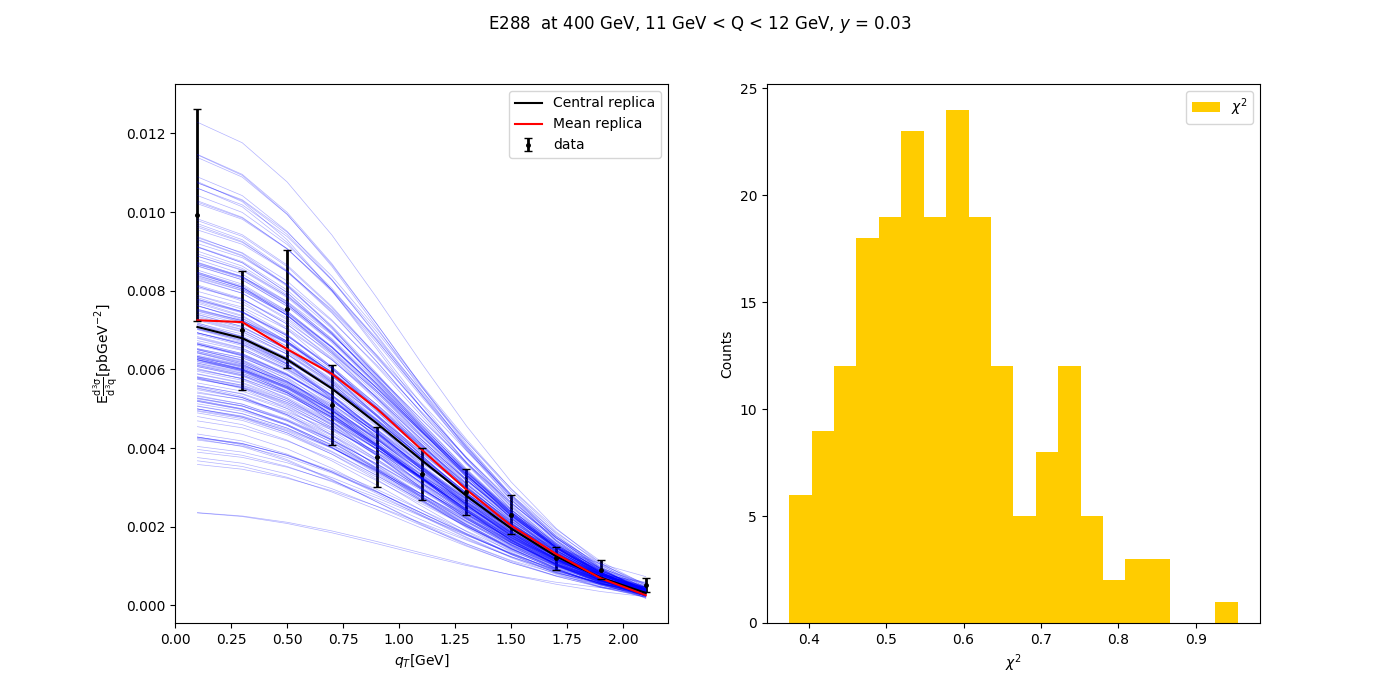 E288  at 400 GeV, 11 GeV < Q < 12 GeV, y = 0.03
Central replica
Mean replica
data
0.012
0.010
0.008
0.006
0.004
0.002
0.000
E d³σ/d³q [pbGeV⁻²]
0.00 0.25 0.50 0.75 1.00 1.25 1.50 1.75 2.00
q_T[GeV]
χ²
25
20
15
10
5
0
Counts
0.4 0.5 0.6 0.7 0.8 0.9
χ²